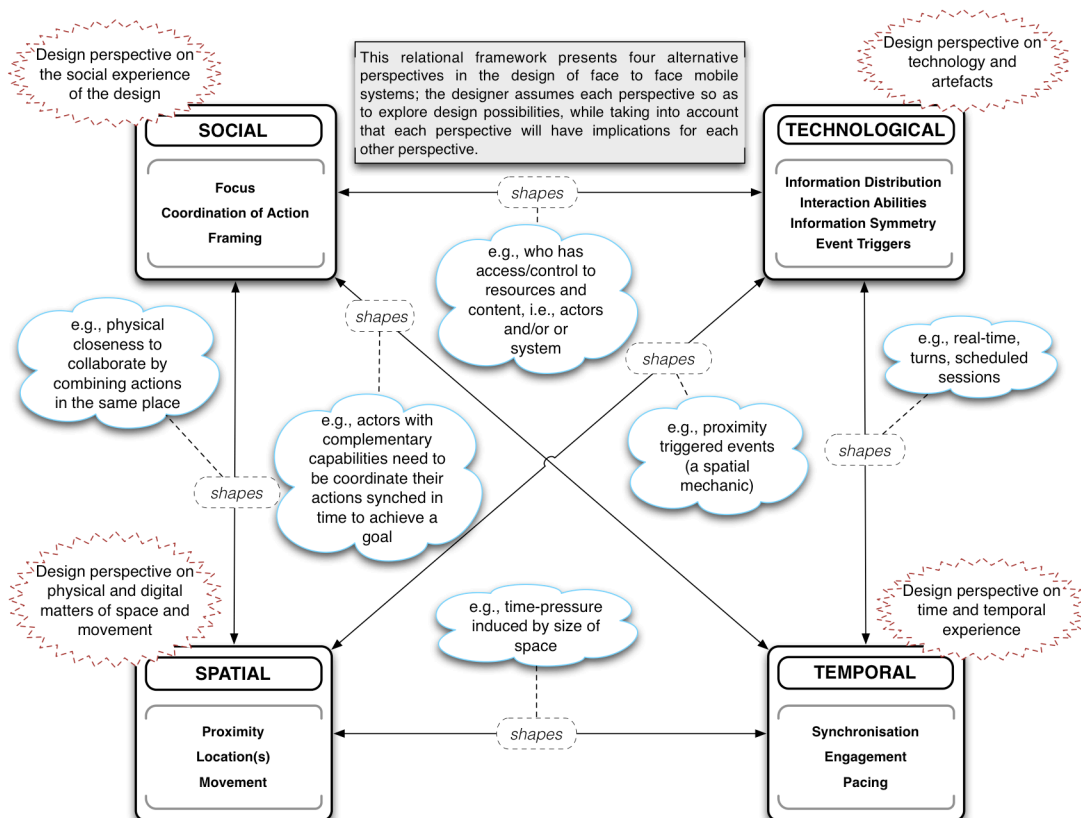 Design perspective on
the social experience
of the design
This relational framework presents four alternative
perspectives in the design of face to face mobile
systems; the designer assumes each perspective so as
to explore design possibilities, while taking into account
that each perspective will have implications for each
other perspective.
Design perspective on
technology and
artefacts
SOCIAL
Focus
Coordination of Action
Framing
TECHNOLOGICAL
Information Distribution
Interaction Abilities
Information Symmetry
Event Triggers
shapes
e.g., who has
access/control to
resources and
content, i.e., actors
and/or or
system
e.g., physical
closeness to
collaborate by
combining actions
in the same place
shapes
shapes
e.g., actors with
complementary
capabilities need to
be coordinate their
actions synched in
time to achieve a
goal
shapes
e.g., proximity
triggered events
(a spatial
mechanic)
e.g., real-time,
turns, scheduled
sessions
shapes
Design perspective on
physical and digital
matters of space and
movement
e.g., time-pressure
induced by size of
space
Design perspective on
time and temporal
experience
SPATIAL
Proximity
Location(s)
Movement
shapes
TEMPORAL
Synchronisation
Engagement
Pacing